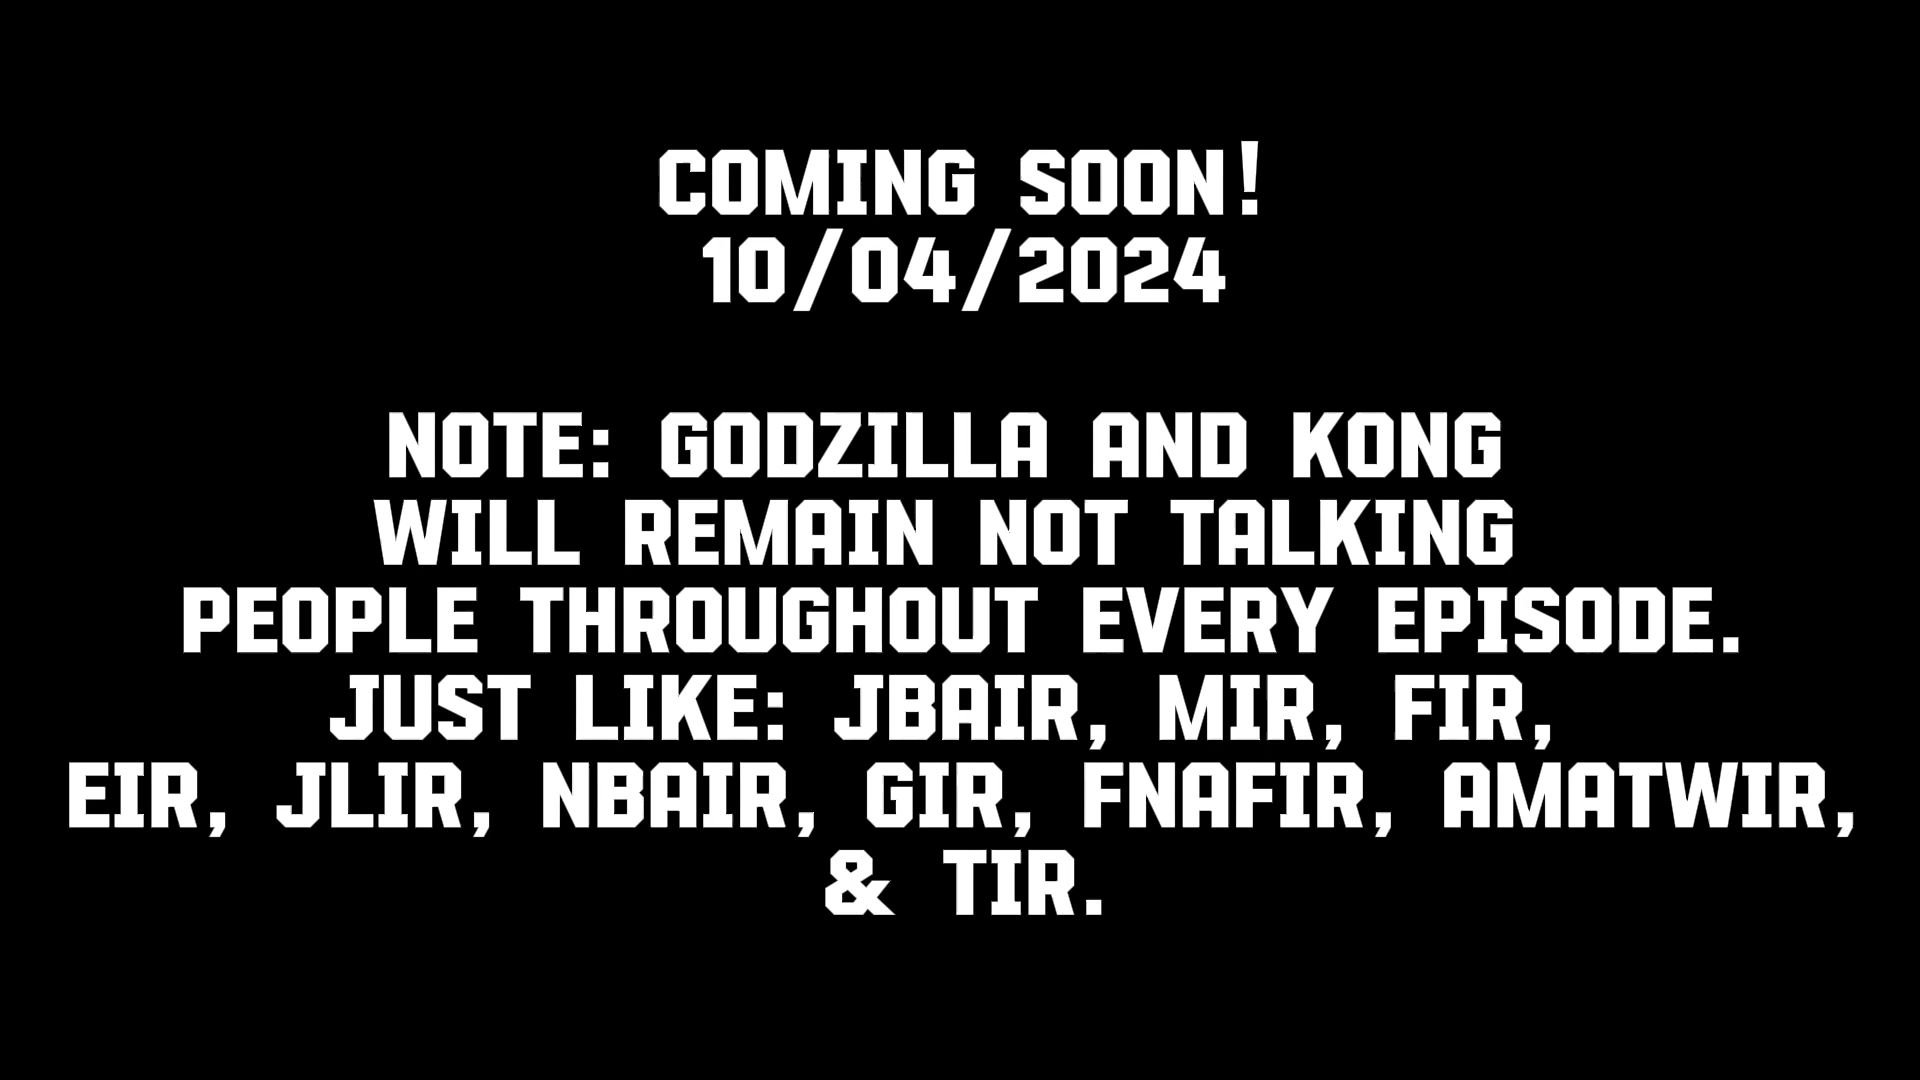 COMING SOON!
10/04/2024
NOTE: GODZILLA AND KONG
WILL REMAIN NOT TALKING
PEOPLE THROUGHOUT EVERY EPISODE.
JUST LIKE: JBAIR, MIR, FIR,
EIR, JLIR, NBAIR, GIR, FNAFIR, AMATWIR,
& TIR.